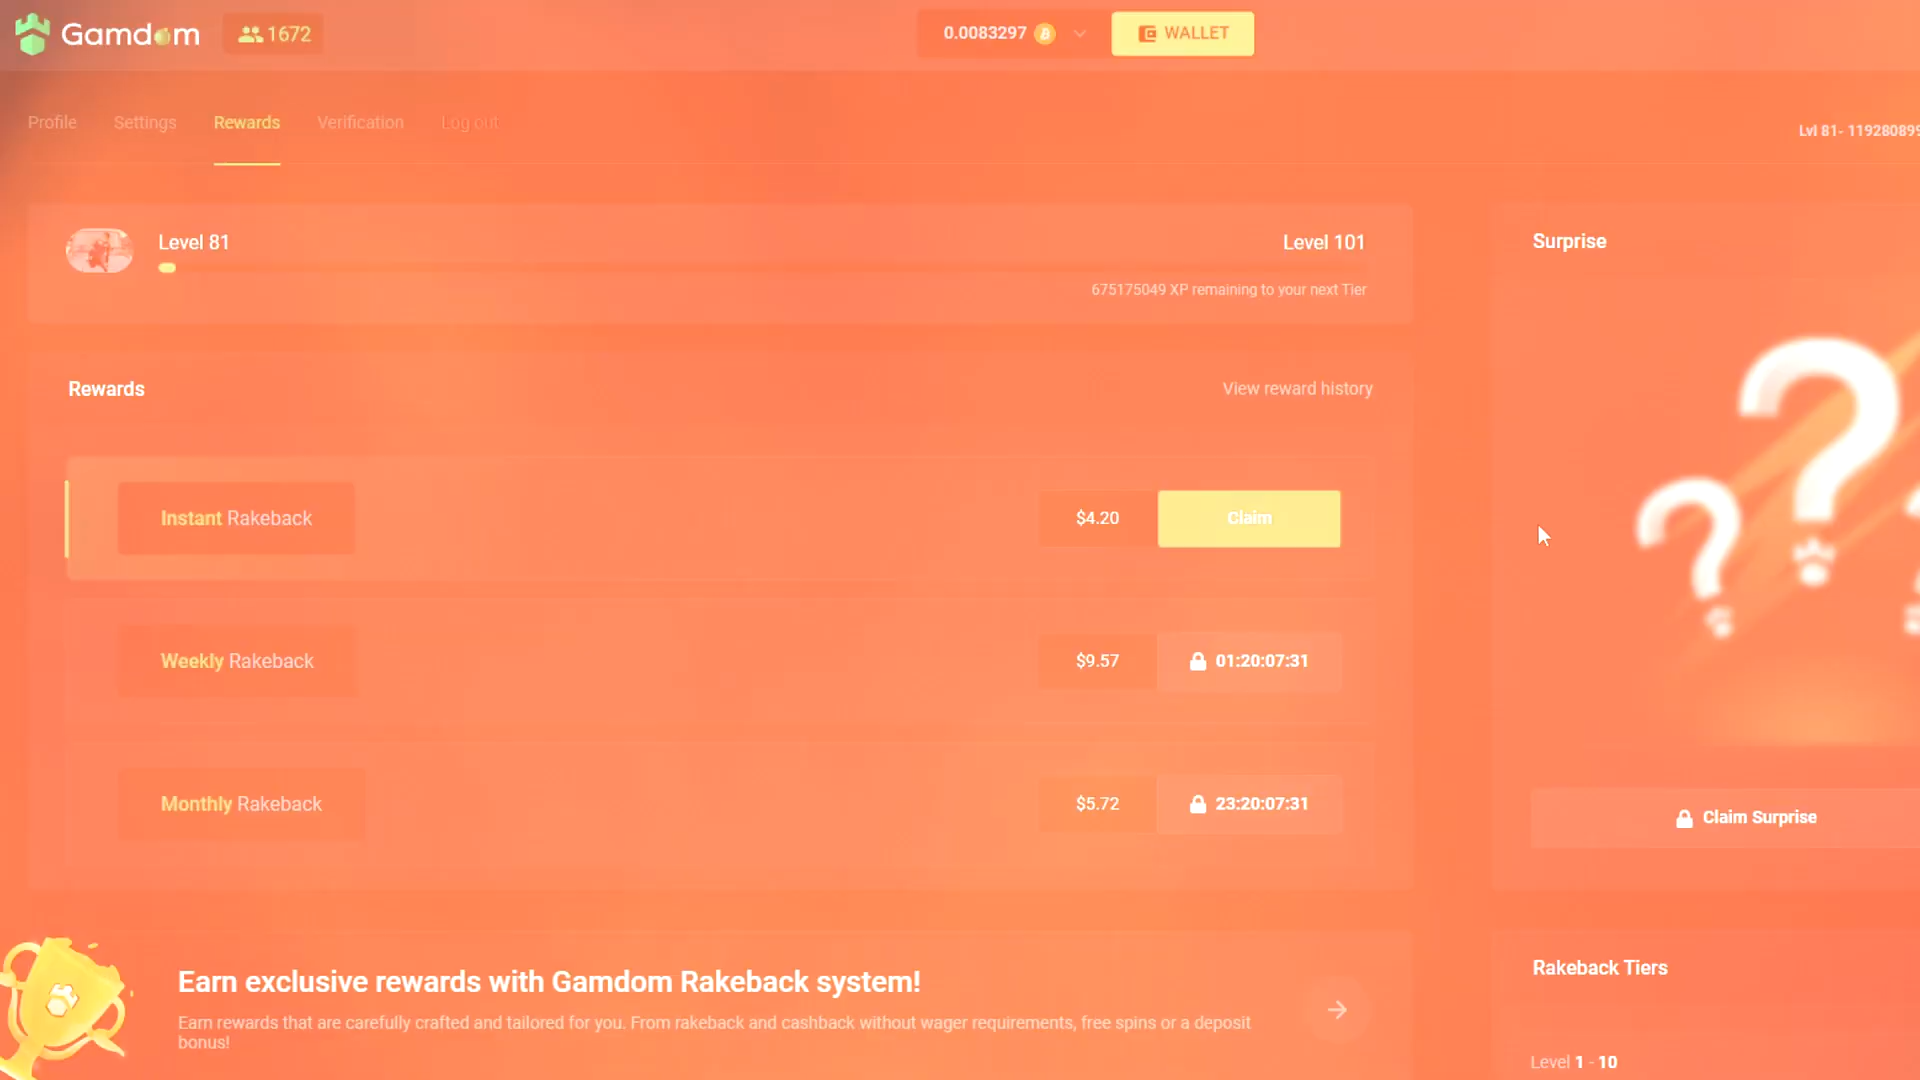 Gamdom
1672
0.0083297
WALLET
Profile
Settings
Rewards
Verification
Log out
Lvl 81- 119280899
Level 81
Level 101
675175049 XP remaining to your next Tier
Surprise
Rewards
View reward history
Instant Rakeback
$4.20
Claim
Weekly Rakeback
$9.57
01:20:07:31
Monthly Rakeback
$5.72
23:20:07:31
Claim Surprise
Earn exclusive rewards with Gamdom Rakeback system!
Earn rewards that are carefully crafted and tailored for you. From rakeback and cashback without wager requirements, free spins or a deposit
bonus!
Rakeback Tiers
Level 1 - 10